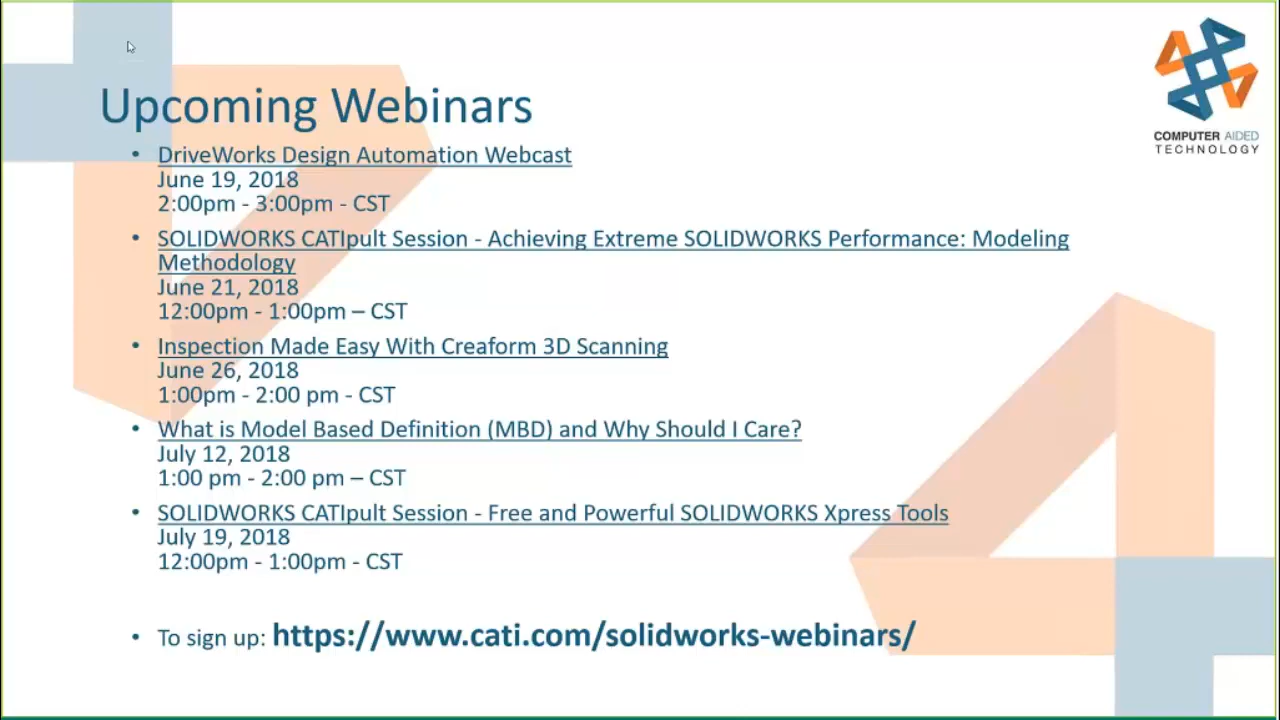 COMPUTER AIDED
TECHNOLOGY
Upcoming Webinars
• DriveWorks Design Automation Webcast
June 19, 2018
2:00pm - 3:00pm - CST
• SOLIDWORKS CATIpult Session - Achieving Extreme SOLIDWORKS Performance: Modeling
Methodology
June 21, 2018
12:00pm - 1:00pm – CST
• Inspection Made Easy With Creaform 3D Scanning
June 26, 2018
1:00pm - 2:00 pm - CST
• What is Model Based Definition (MBD) and Why Should I Care?
July 12, 2018
1:00 pm - 2:00 pm – CST
• SOLIDWORKS CATIpult Session - Free and Powerful SOLIDWORKS Xpress Tools
July 19, 2018
12:00pm - 1:00pm - CST
• To sign up: https://www.cati.com/solidworks-webinars/